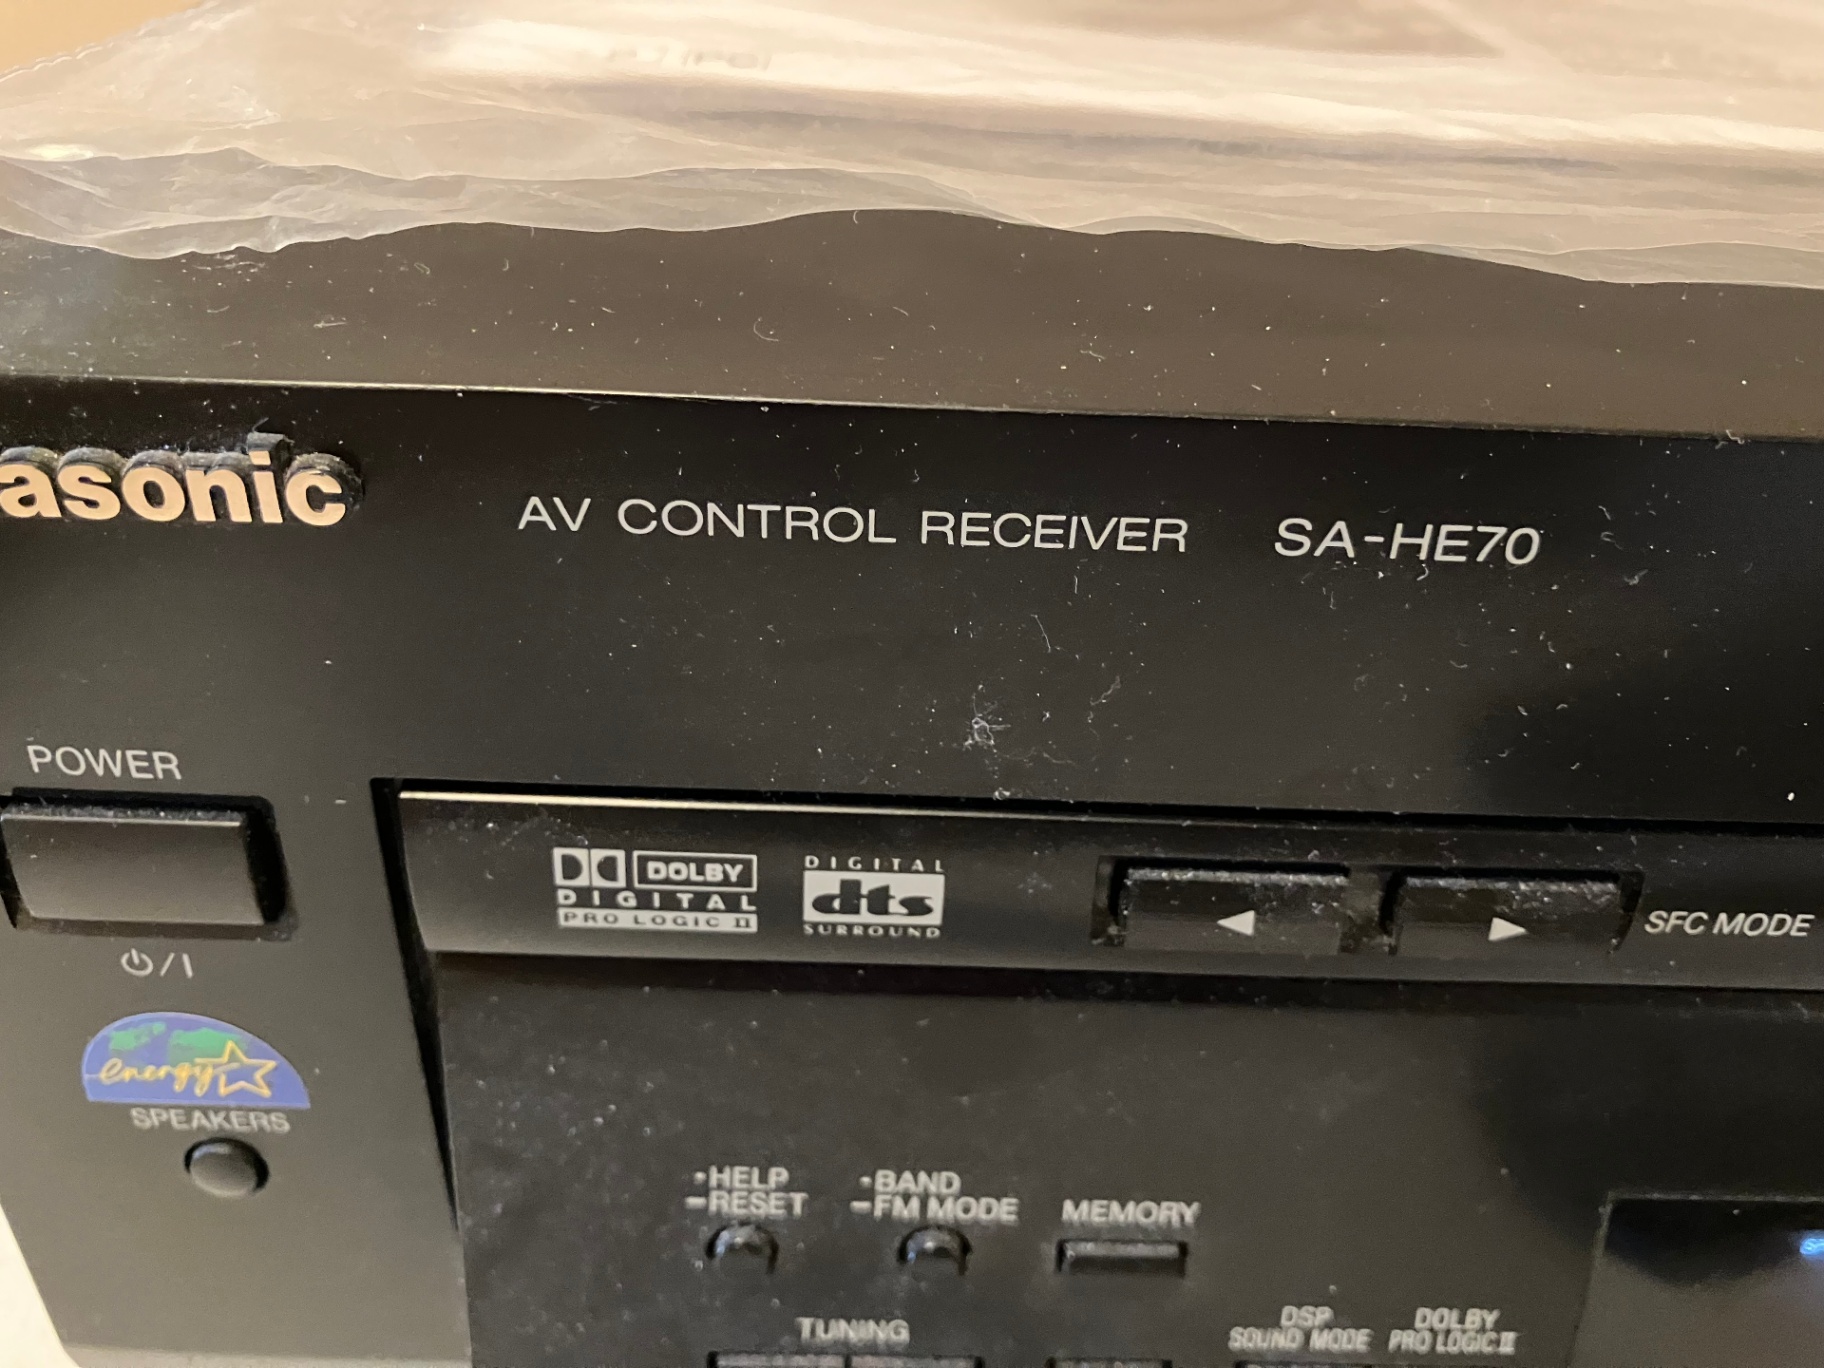 asonic
AV CONTROL RECEIVER SA-HE70
POWER
DOLBY
DIGITAL
PRO LOGIC II
DIGITAL
dts
SURROUND
SFC MODE
energy
SPEAKERS
·HELP
–RESET
·BAND
–FM MODE
MEMORY
TUNING
DSP
SOUND MODE
DOLBY
PRO LOGIC II